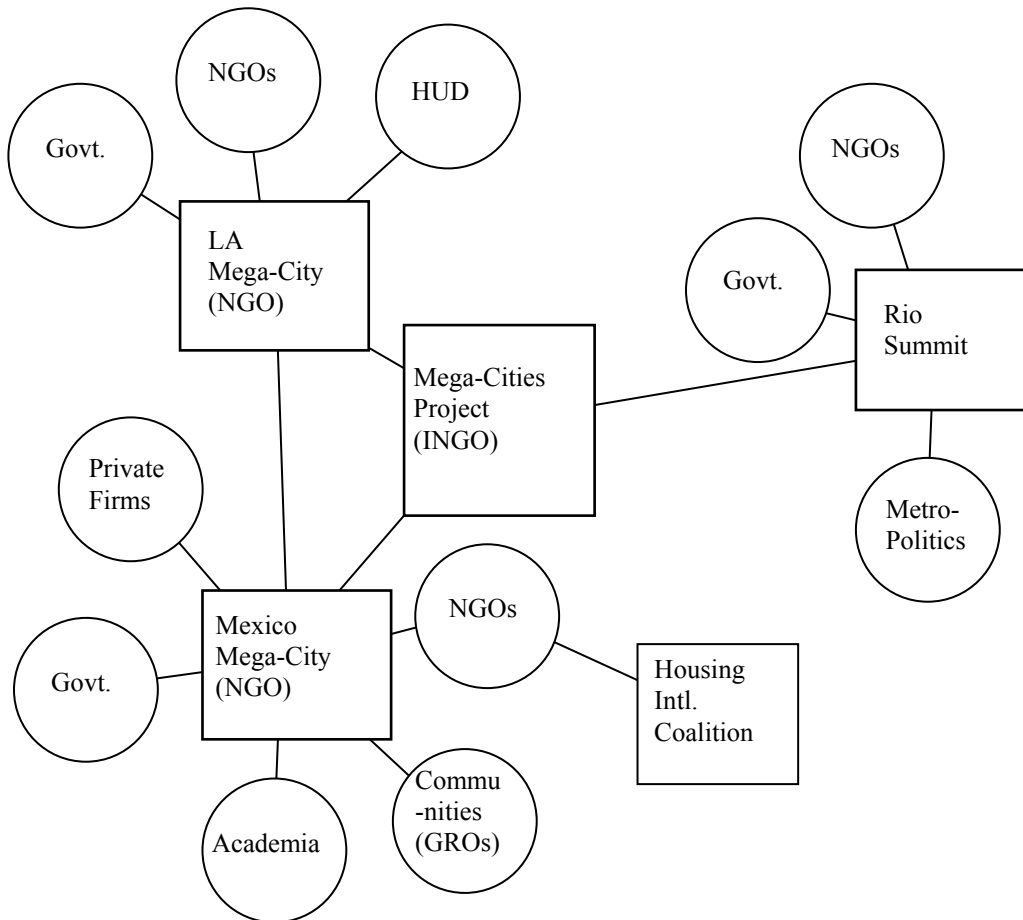 NGOs
HUD
Govt.
NGOs
LA
Mega-City
(NGO)
Govt.
Rio
Summit
Mega-Cities
Project
(INGO)
Private
Firms
Metro-
Politics
NGOs
Mexico
Mega-City
(NGO)
Govt.
Housing
Intl.
Coalition
Commu
-nities
(GROs)
Academia